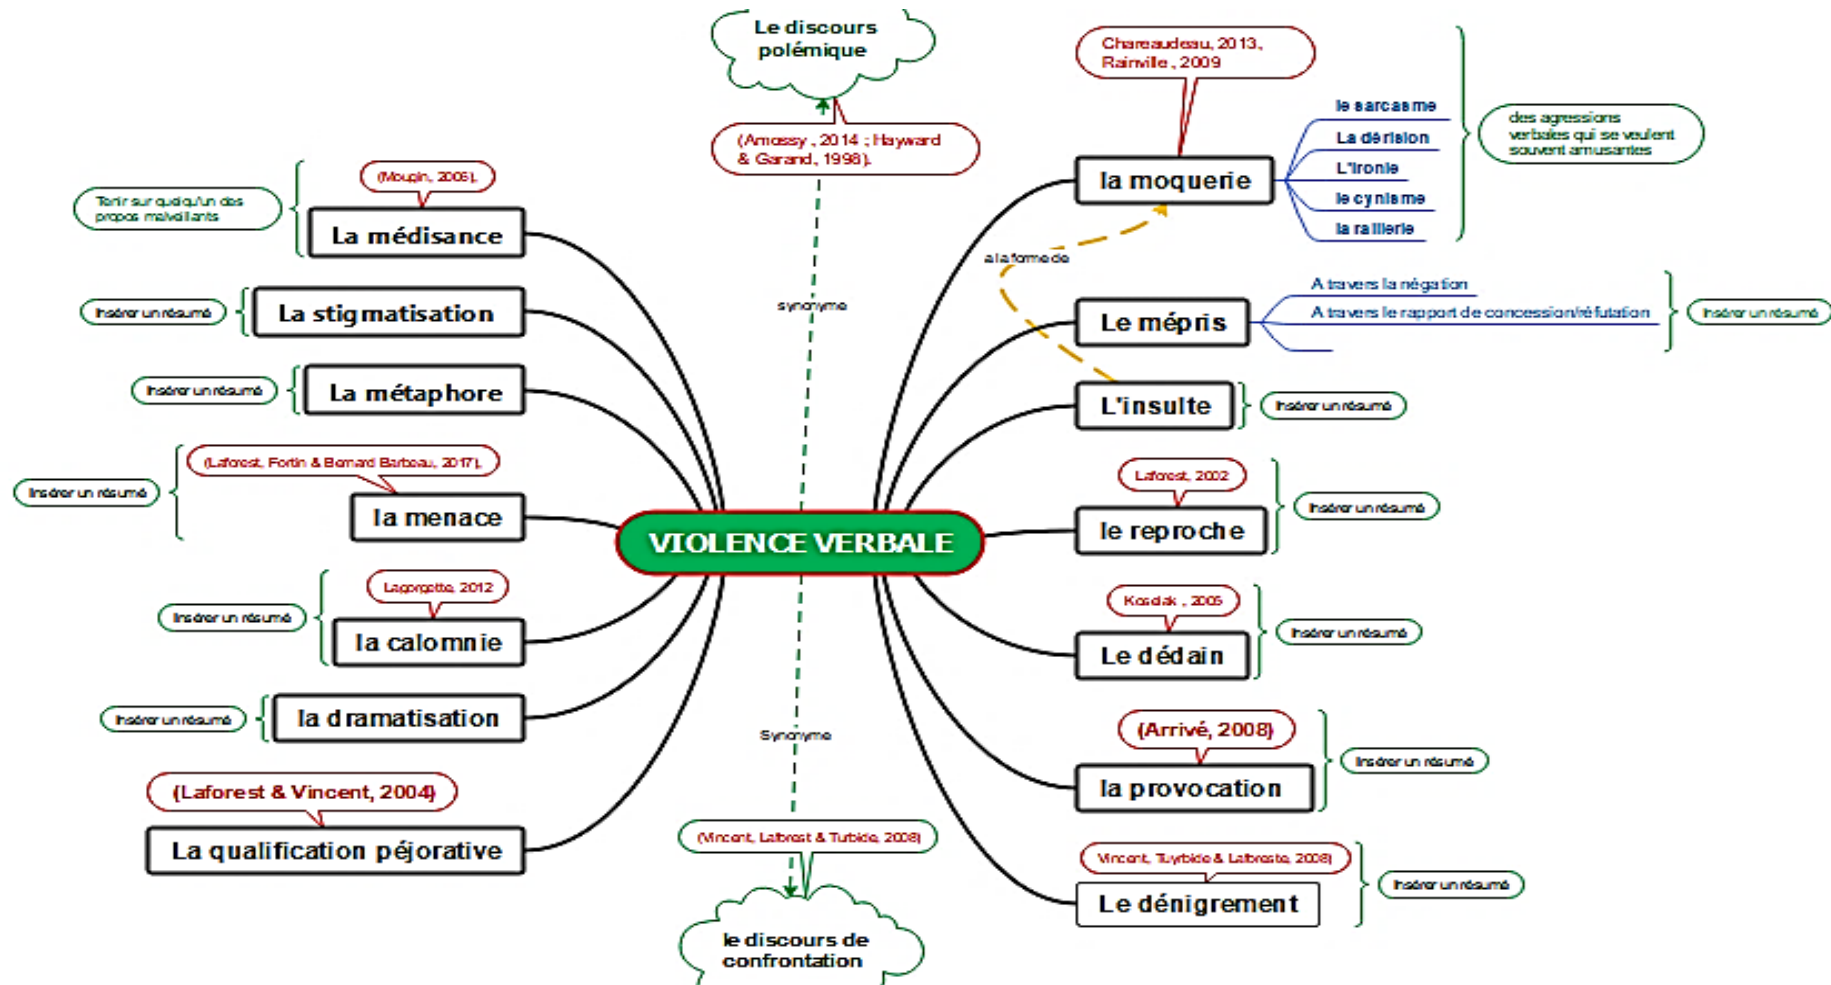 Le discours
polémique
(Amossy , 2014 ; Hayward
& Garand, 1998).
synonyme
Chareaudeau, 2013,
Rainville , 2009
la moquerie
le sarcasme
La dérision
L'ironie
le cynisme
la raillerie
des agressions
verbales qui se veulent
souvent amusantes
a la forme de
Le mépris
A travers la négation
A travers le rapport de concession/réfutation
Insérer un résumé
L'insulte
Insérer un résumé
Laforest, 2002
le reproche
Insérer un résumé
Kosciak , 2005
Le dédain
Insérer un résumé
(Arrivé, 2008)
la provocation
Insérer un résumé
Vincent, Tuyrbide & Laforeste, 2008)
Le dénigrement
Insérer un résumé
VIOLENCE VERBALE
(Mougin, 2006),
La médisance
Tenir sur quelqu'un des
propos malveillants
La stigmatisation
Insérer un résumé
La métaphore
Insérer un résumé
(Laforest, Fortin & Bernard Barbeau, 2017),
la menace
Insérer un résumé
Lagorgette, 2012
la calomnie
Insérer un résumé
la dramatisation
Insérer un résumé
(Laforest & Vincent, 2004)
La qualification péjorative
Synonyme
(Vincent, Laforest & Turbide, 2008)
le discours de
confrontation